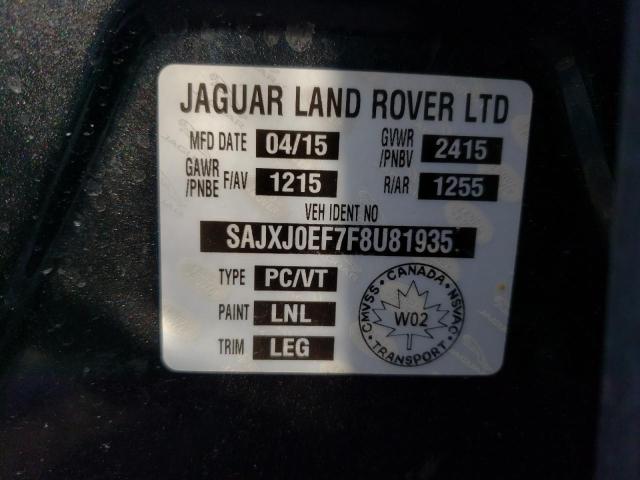 JAGUAR LAND ROVER LTD
MFD DATE 04/15 GVWR /PNBV 2415
GAWR /PNBE F/AV 1215 R/AR 1255
VEH IDENT NO
SAJXJ0EF7F8U81935
TYPE PC/VT
PAINT LNL
TRIM LEG
CANADA
CMVSS NSVAC
W02
TRANSPORT